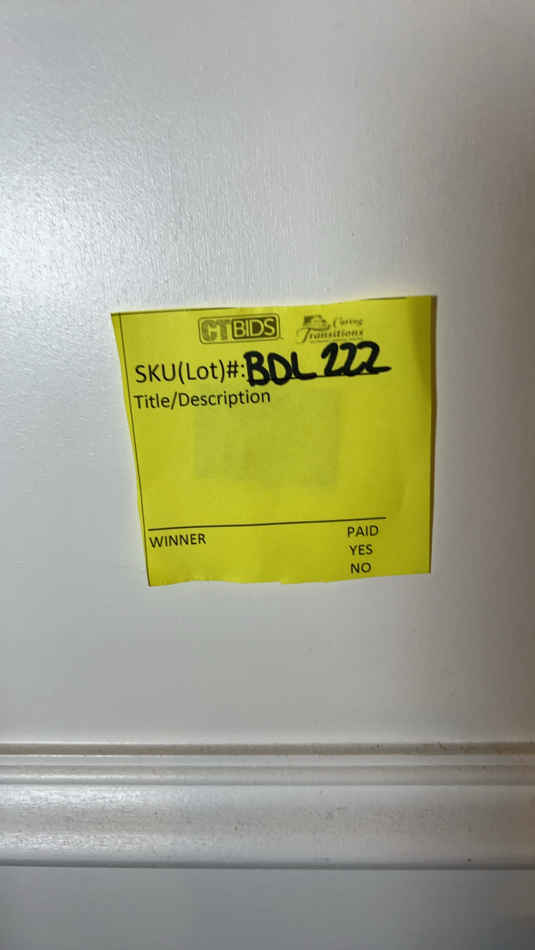 CTBIDS Caring
Transitions
SKU(Lot)#:BDL 222
Title/Description
WINNER PAID
YES
NO